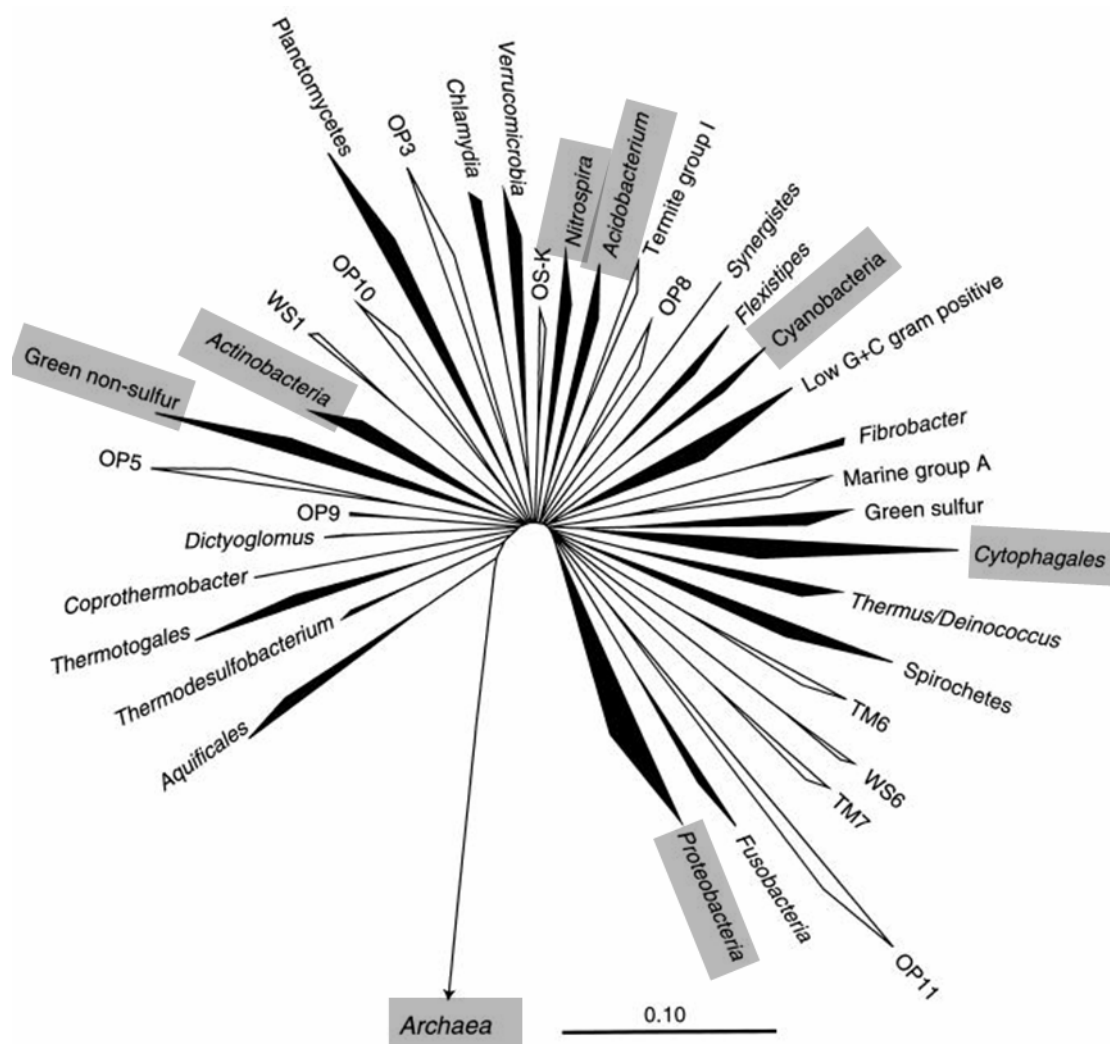 Planctomycetes
OP3
Chlamydia
Verrucomicrobia
OS-K
Nitrospira
Acidobacterium
Termite group I
OP8
Synergistes
Flexistipes
Cyanobacteria
Low G+C gram positive
Fibrobacter
Marine group A
Green sulfur
Cytophagales
Thermus/Deinococcus
Spirochetes
TM6
WS6
TM7
OP11
Fusobacteria
Proteobacteria
Archaea
0.10
Aquificales
Thermodesulfobacterium
Thermotogales
Coprothermobacter
Dictyoglomus
OP9
OP5
Green non-sulfur
Actinobacteria
WS1
OP10